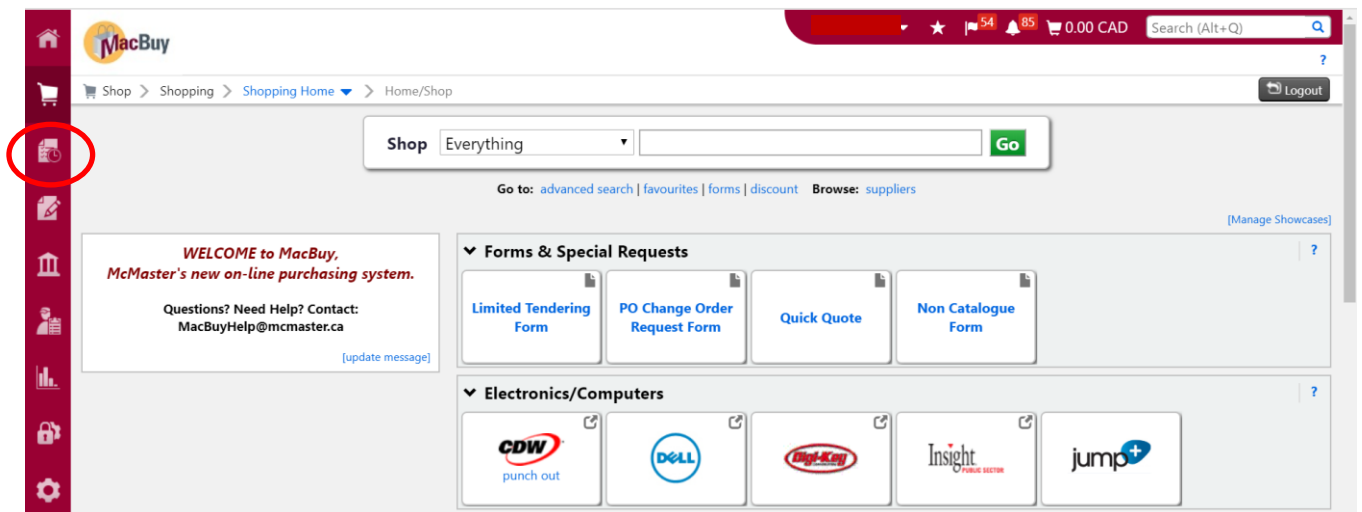 MacBuy
54 85 0.00 CAD Search (Alt+Q)
?
Shop > Shopping > Shopping Home > Home/Shop Logout
Shop Everything Go
Go to: advanced search | favourites | forms | discount Browse: suppliers
[Manage Showcases]
WELCOME to MacBuy,
McMaster's new on-line purchasing system.
Questions? Need Help? Contact:
MacBuyHelp@mcmaster.ca
[update message]
Forms & Special Requests ?
Limited Tendering
Form
PO Change Order
Request Form
Quick Quote
Non Catalogue
Form
Electronics/Computers ?
CDW
punch out
DELL
Digi-Key
Insight
PUBLIC SECTOR
jump+